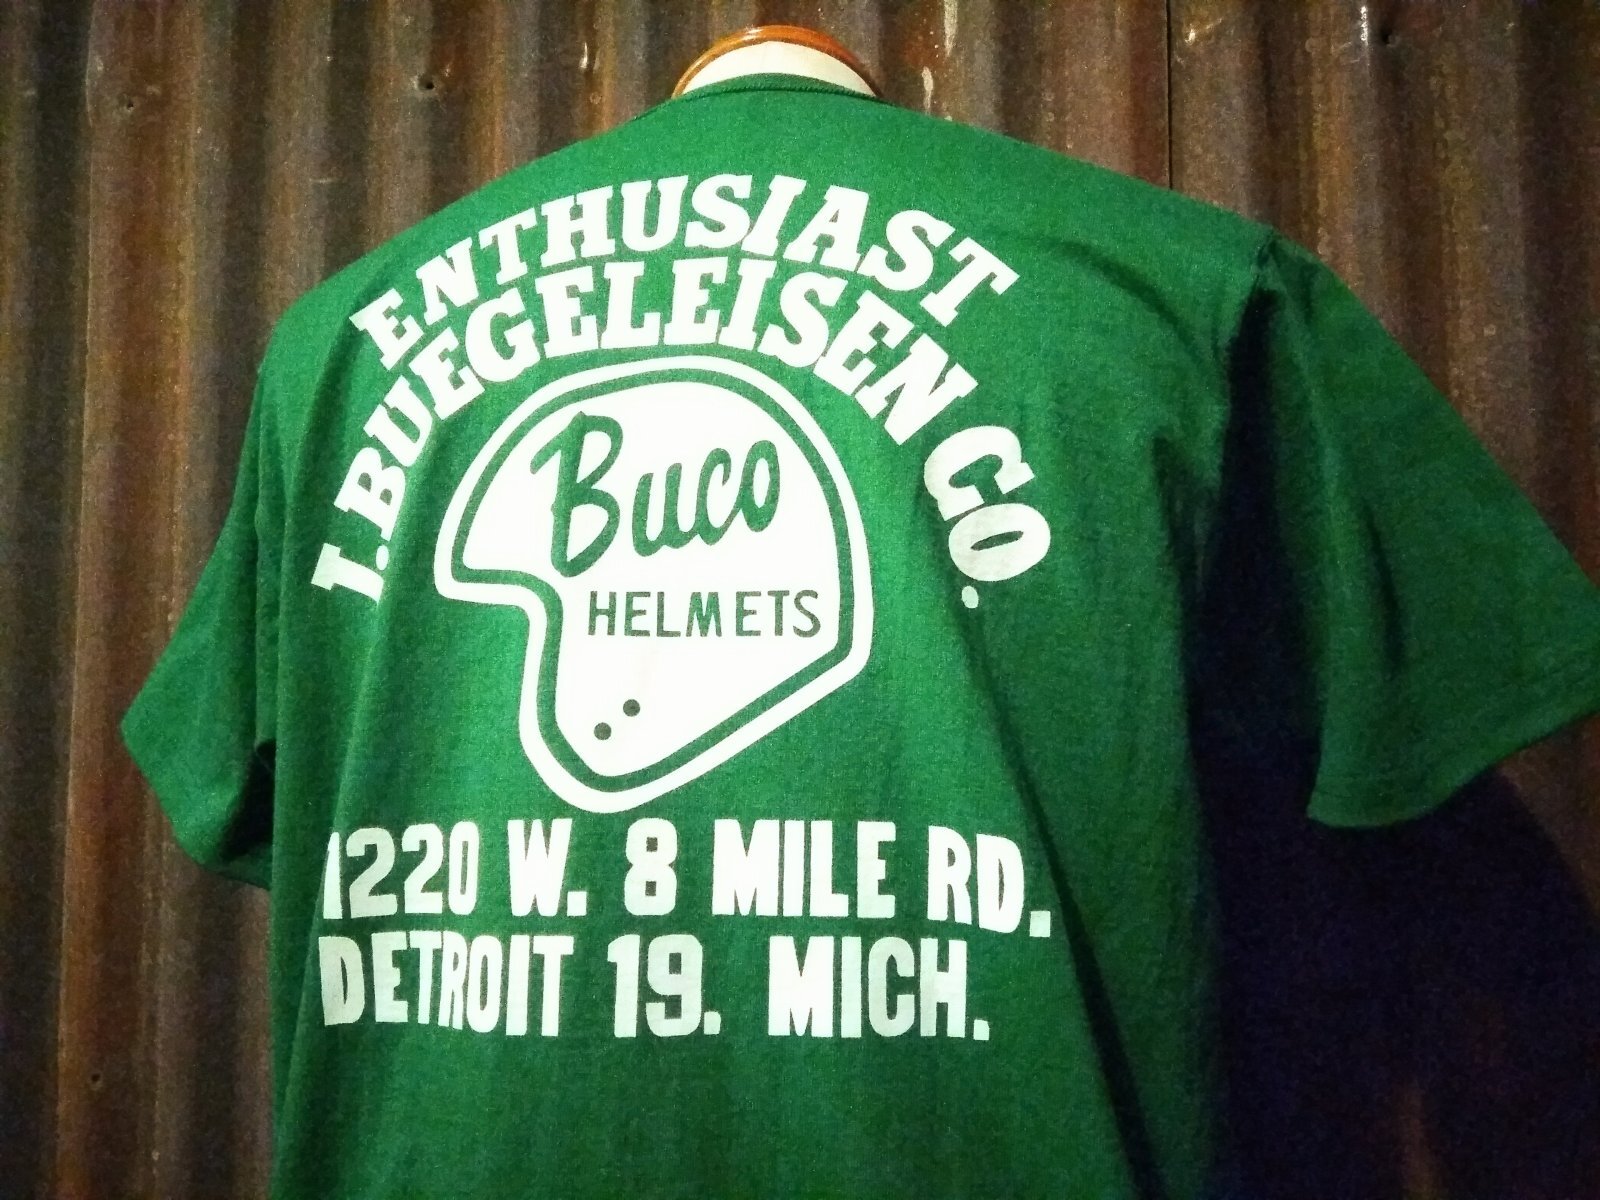 ENTHUSIAST
J.BUEGELEISEN CO.
Buco
HELMETS
1220 W. 8 MILE RD.
DETROIT 19. MICH.